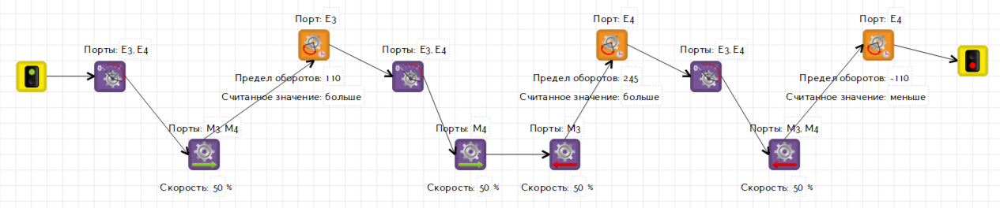 Порты: E3, E4
Порты: M3, M4
Скорость: 50 %
Порт: E3
Предел оборотов: 110
Считанное значение: больше
Порты: E3, E4
Порты: M4
Скорость: 50 %
Порты: M3
Скорость: 50 %
Порт: E4
Предел оборотов: 245
Считанное значение: больше
Порты: E3, E4
Порты: M3, M4
Скорость: 50 %
Порт: E4
Предел оборотов: -110
Считанное значение: меньше